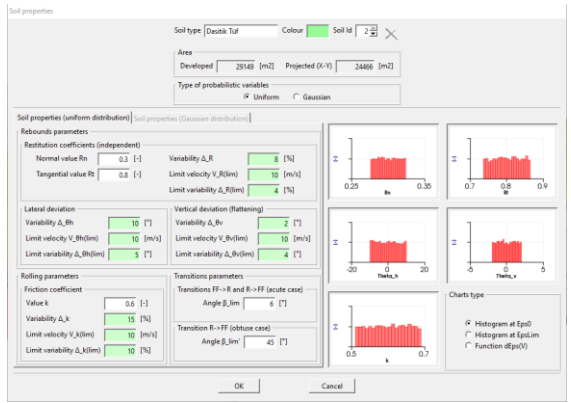 Soil properties
Soil type Dasitik Tüf Colour Soil Id 2
Area
Developed 29149 [m2] Projected (X-Y) 24466 [m2]
Type of probabilistic variables
Uniform Gaussian
Soil properties (uniform distribution) Soil properties (Gaussian distribution)
Rebounds parameters
Restitution coefficients (independent)
Normal value Rn 0.3 [-] Variability Δ_R 8 [%]
Tangential value Rt 0.8 [-] Limit velocity V_R(lim) 10 [m/s]
Limit variability Δ_R(lim) 4 [%]
Lateral deviation
Variability Δ_θh 10 [°]
Limit velocity V_θh(lim) 10 [m/s]
Limit variability Δ_θh(lim) 5 [°]
Vertical deviation (flattening)
Variability Δ_θv 2 [°]
Limit velocity V_θv(lim) 10 [m/s]
Limit variability Δ_θv(lim) 4 [%]
Rolling parameters
Friction coefficient
Value k 0.6 [-]
Variability Δ_k 15 [%]
Limit velocity V_k(lim) 10 [m/s]
Limit variability Δ_k(lim) 10 [%]
Transitions parameters
Transitions FF->R and R->FF (acute case)
Angle β_lim 6 [°]
Transition R->FF (obtuse case)
Angle β_lim' 45 [°]
0.25 0.35
Rn
0.7 0.8 0.9
Rt
-20 0 20
Theta_h
-5 0 5
Theta_v
0.5 0.7
k
Charts type
Histogram at Eps0
Histogram at EpsLim
Function dEps(V)
OK Cancel